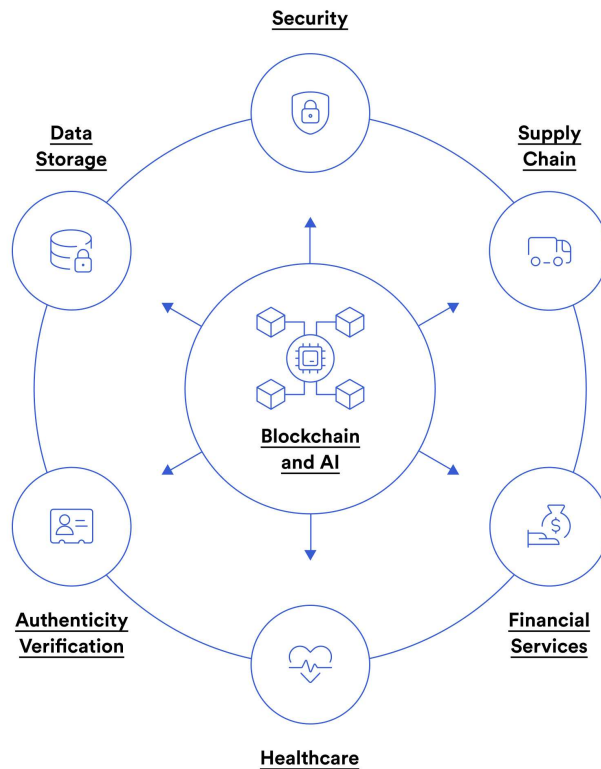 Security
Data
Storage
Supply
Chain
Blockchain
and AI
$
Authenticity
Verification
Financial
Services
Healthcare